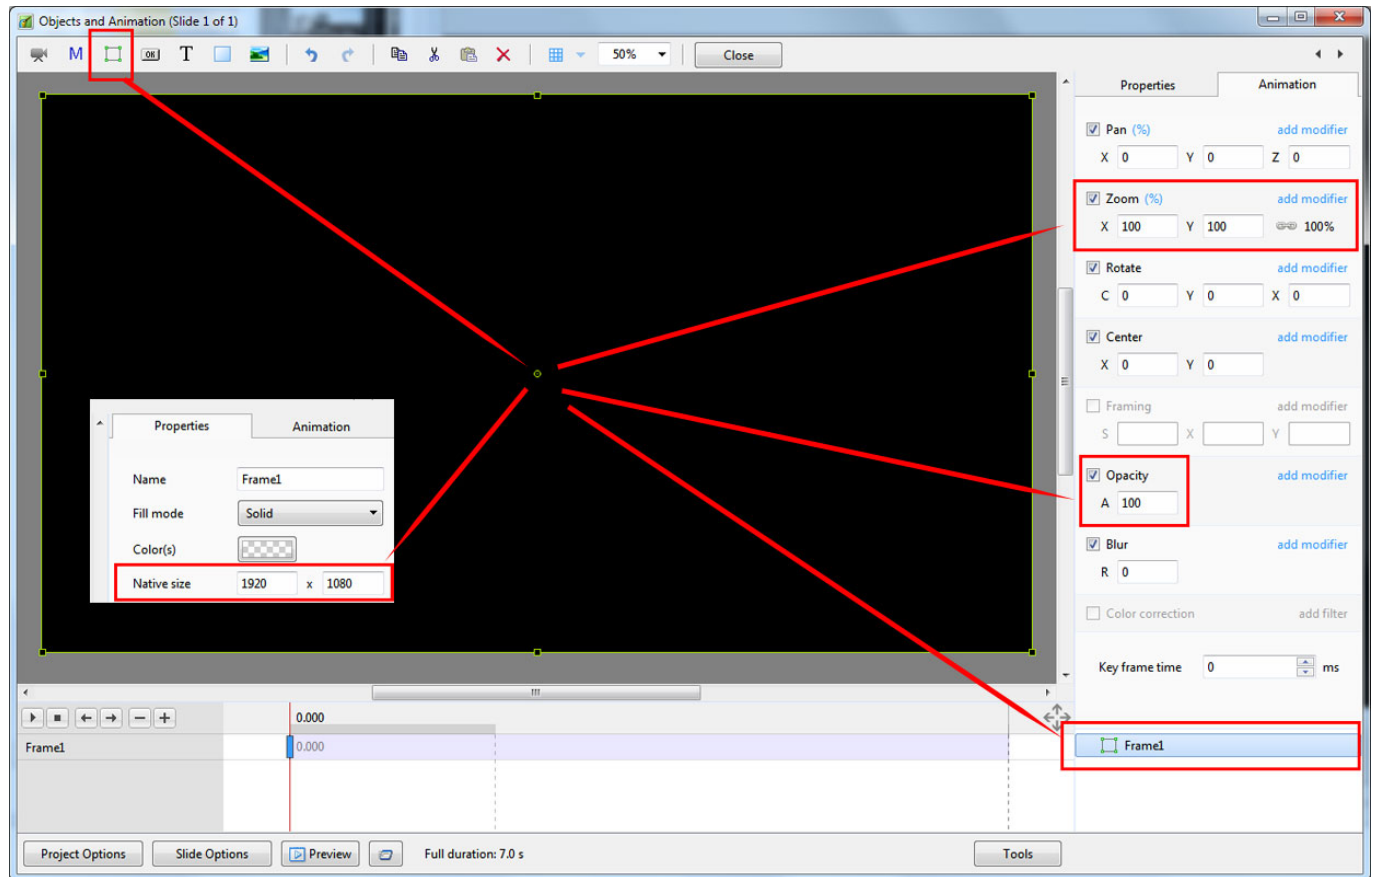 Objects and Animation (Slide 1 of 1)
M OK T 50% Close
Properties Animation
Pan (%) add modifier
X 0 Y 0 Z 0
Zoom (%) add modifier
X 100 Y 100 100%
Rotate add modifier
C 0 Y 0 X 0
Center add modifier
X 0 Y 0
Framing add modifier
S X Y
Opacity add modifier
A 100
Blur add modifier
R 0
Color correction add filter
Key frame time 0 ms
Properties Animation
Name Frame1
Fill mode Solid
Color(s)
Native size 1920 x 1080
0.000
Frame1 0.000
Frame1
Project Options Slide Options Preview Full duration: 7.0 s Tools